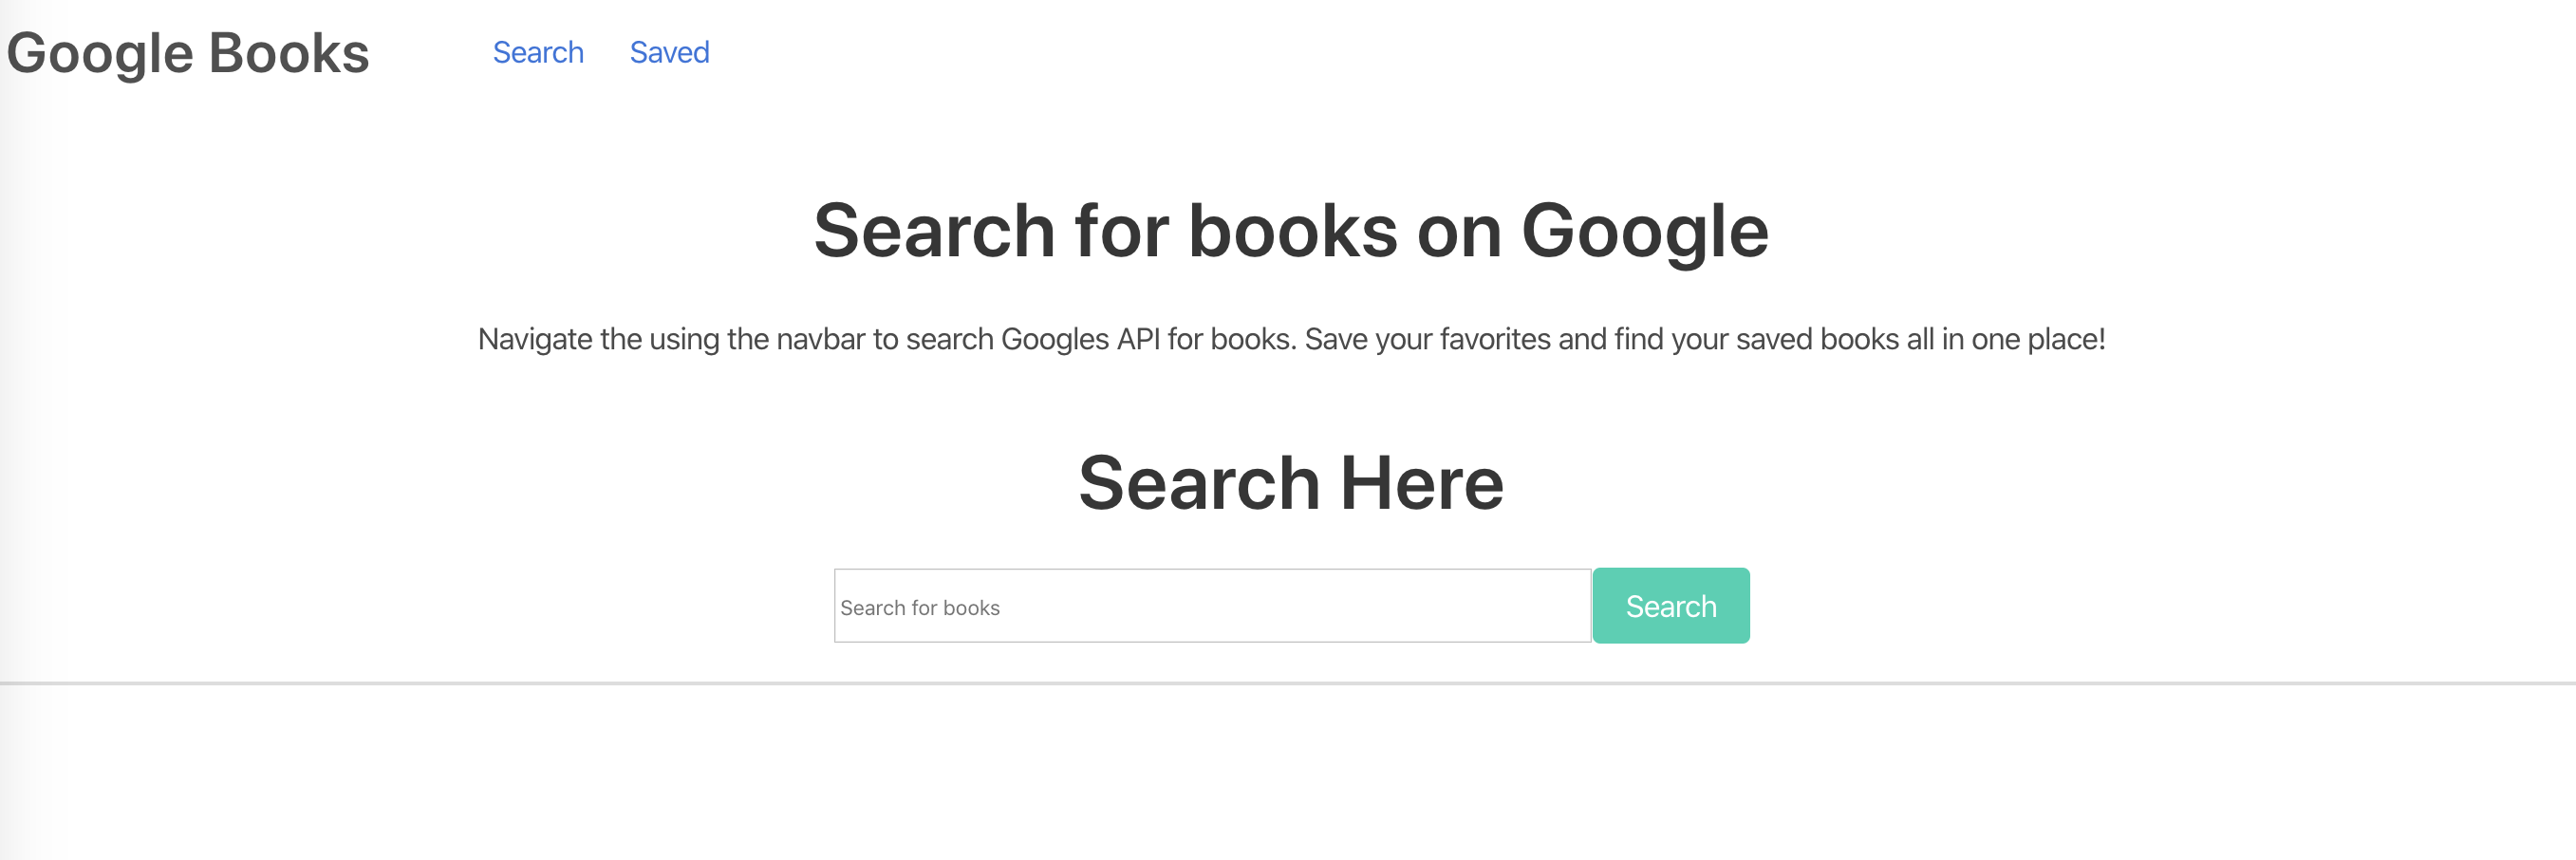 Google Books Search Saved
Search for books on Google
Navigate the using the navbar to search Googles API for books. Save your favorites and find your saved books all in one place!
Search Here
Search for books Search